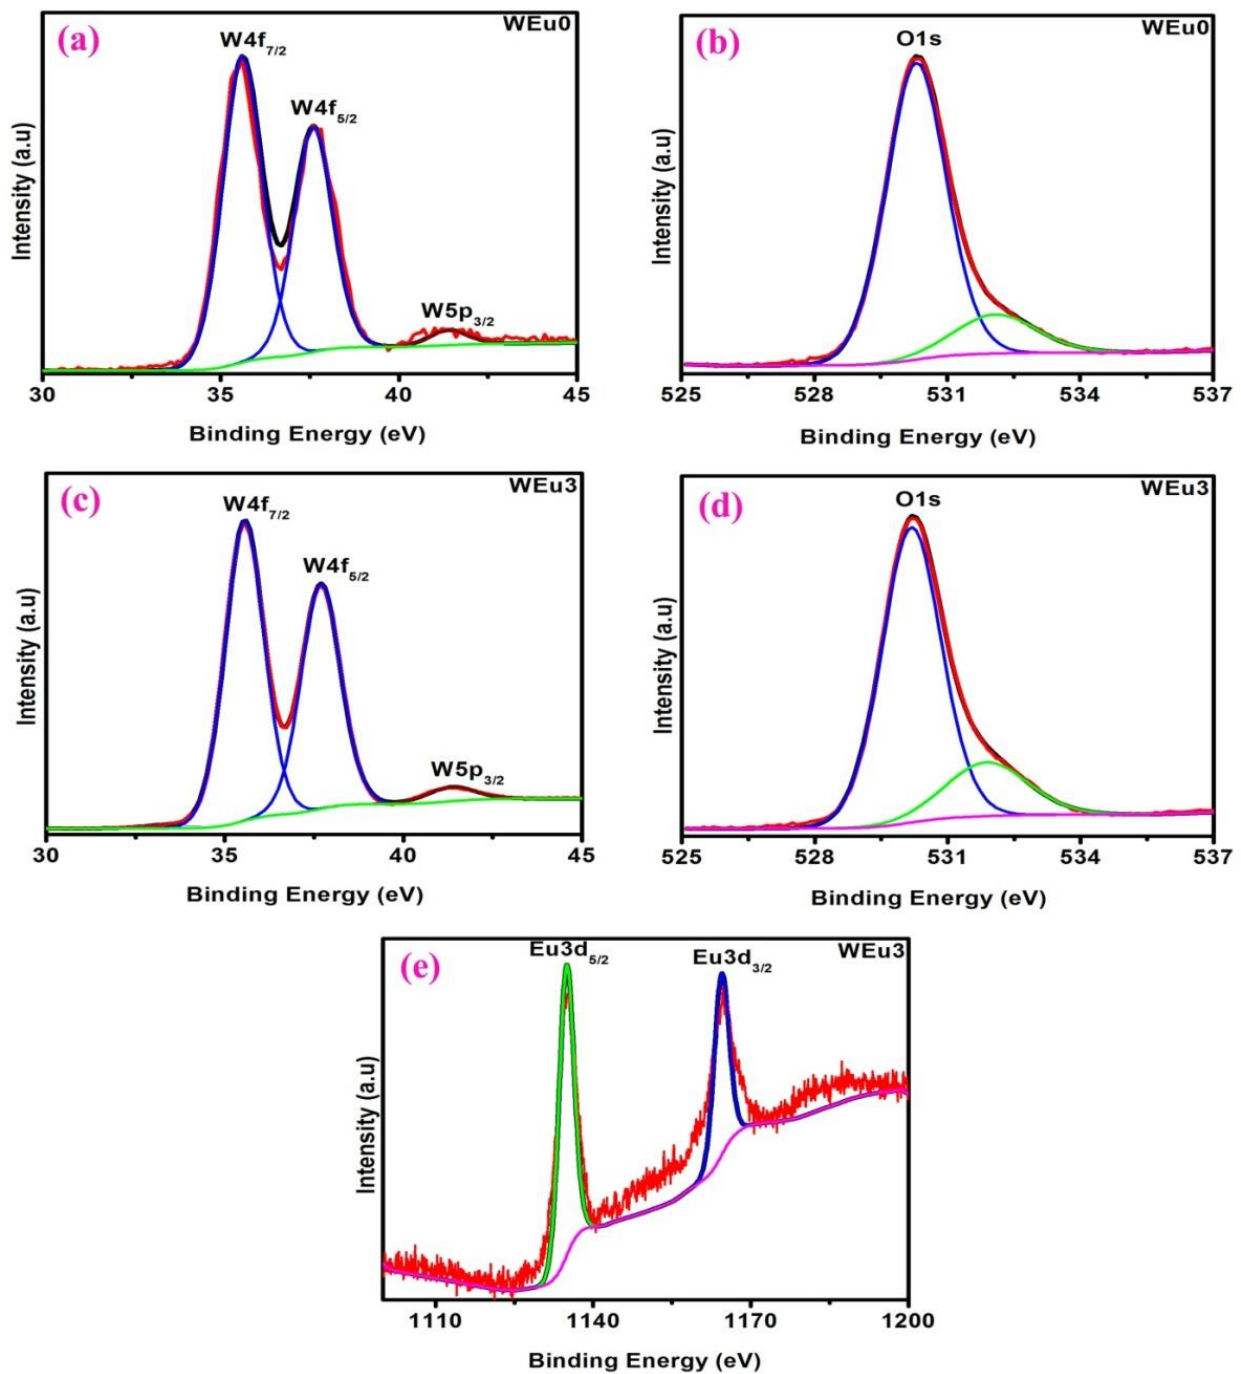 (a)
WEu0
W4f7/2
W4f5/2
W5p3/2
Intensity (a.u)
30 35 40 45
Binding Energy (eV)
(b)
WEu0
O1s
Intensity (a.u)
525 528 531 534 537
Binding Energy (eV)
(c)
WEu3
W4f7/2
W4f5/2
W5p3/2
Intensity (a.u)
30 35 40 45
Binding Energy (eV)
(d)
WEu3
O1s
Intensity (a.u)
525 528 531 534 537
Binding Energy (eV)
(e)
WEu3
Eu3d5/2
Eu3d3/2
Intensity (a.u)
1110 1140 1170 1200
Binding Energy (eV)